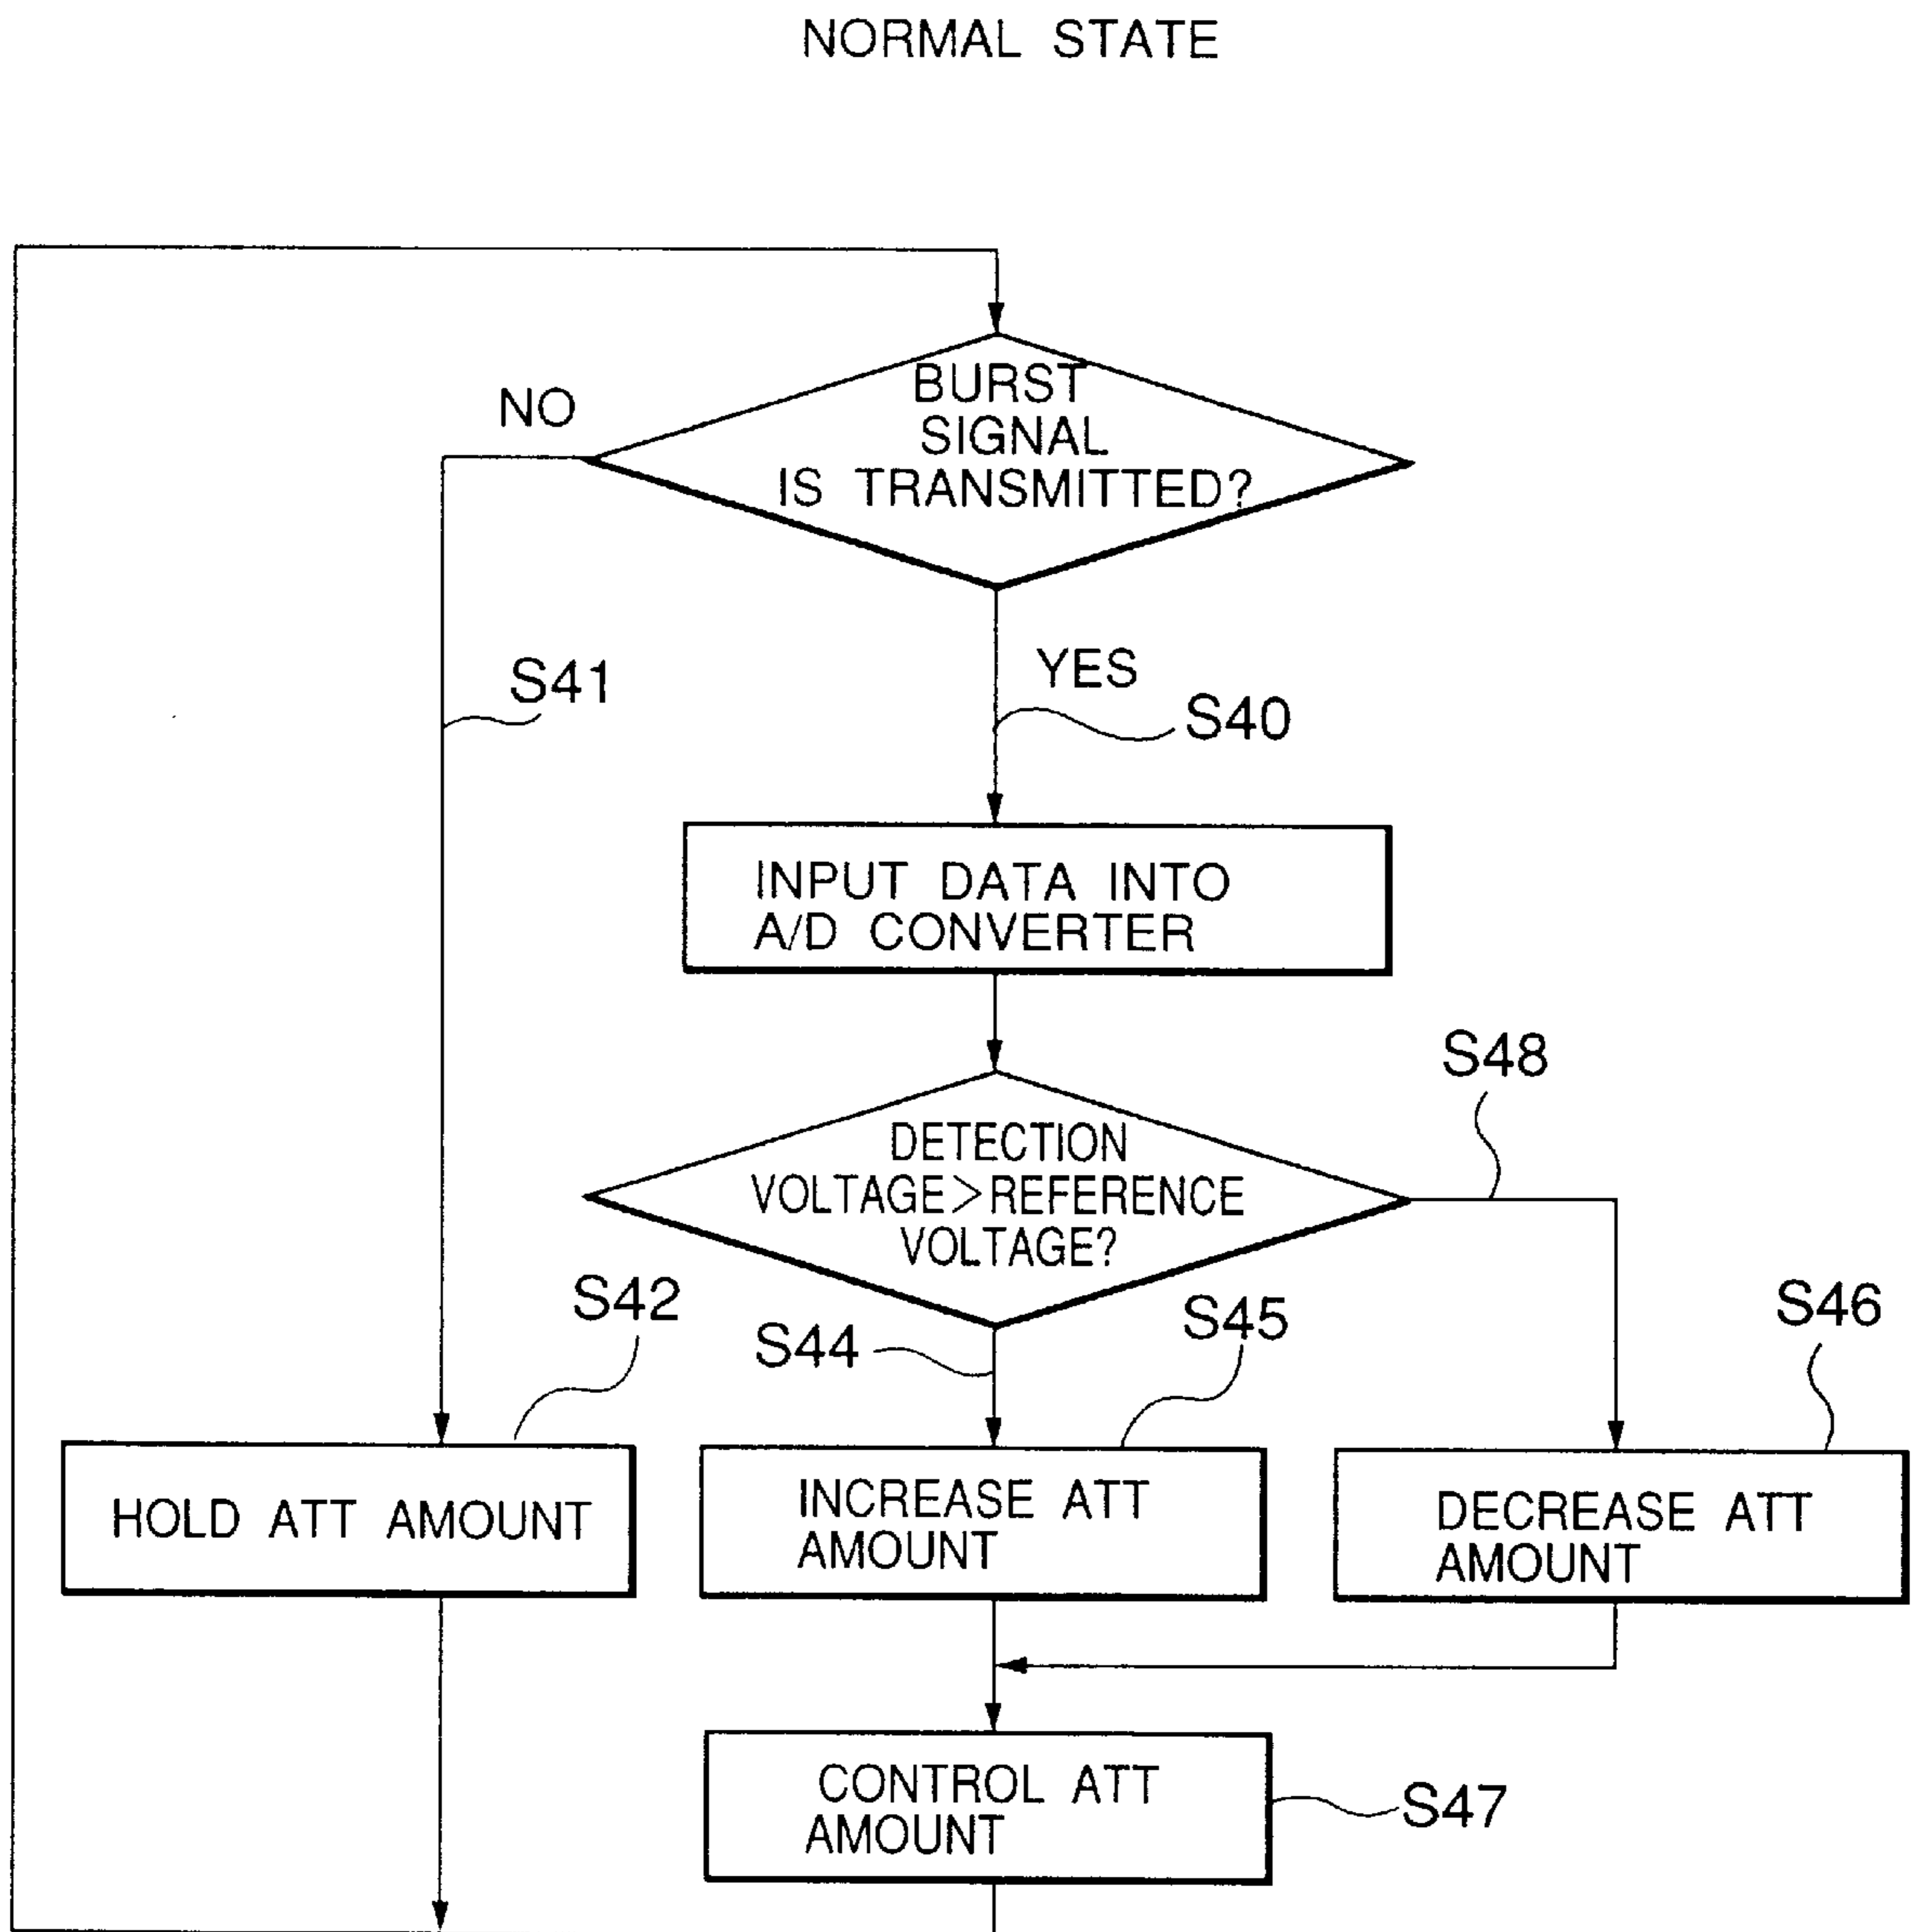 NORMAL STATE
BURST
SIGNAL
IS TRANSMITTED?
NO
YES
S41
S40
INPUT DATA INTO
A/D CONVERTER
S48
DETECTION
VOLTAGE>REFERENCE
VOLTAGE?
S42
S44
S45
S46
HOLD ATT AMOUNT
INCREASE ATT
AMOUNT
DECREASE ATT
AMOUNT
CONTROL ATT
AMOUNT
S47